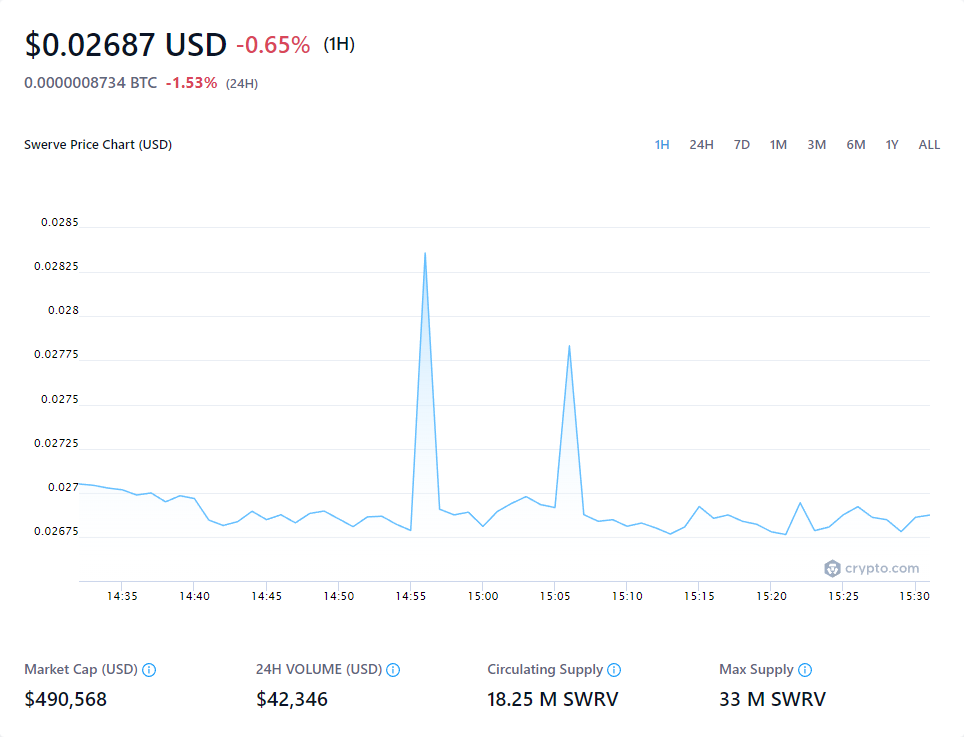 $0.02687 USD -0.65% (1H)
0.0000008734 BTC -1.53% (24H)
Swerve Price Chart (USD) 1H 24H 7D 1M 3M 6M 1Y ALL
0.0285
0.02825
0.028
0.02775
0.0275
0.02725
0.027
0.02675
crypto.com
14:35 14:40 14:45 14:50 14:55 15:00 15:05 15:10 15:15 15:20 15:25 15:30
Market Cap (USD) 24H VOLUME (USD) Circulating Supply Max Supply
$490,568 $42,346 18.25 M SWRV 33 M SWRV